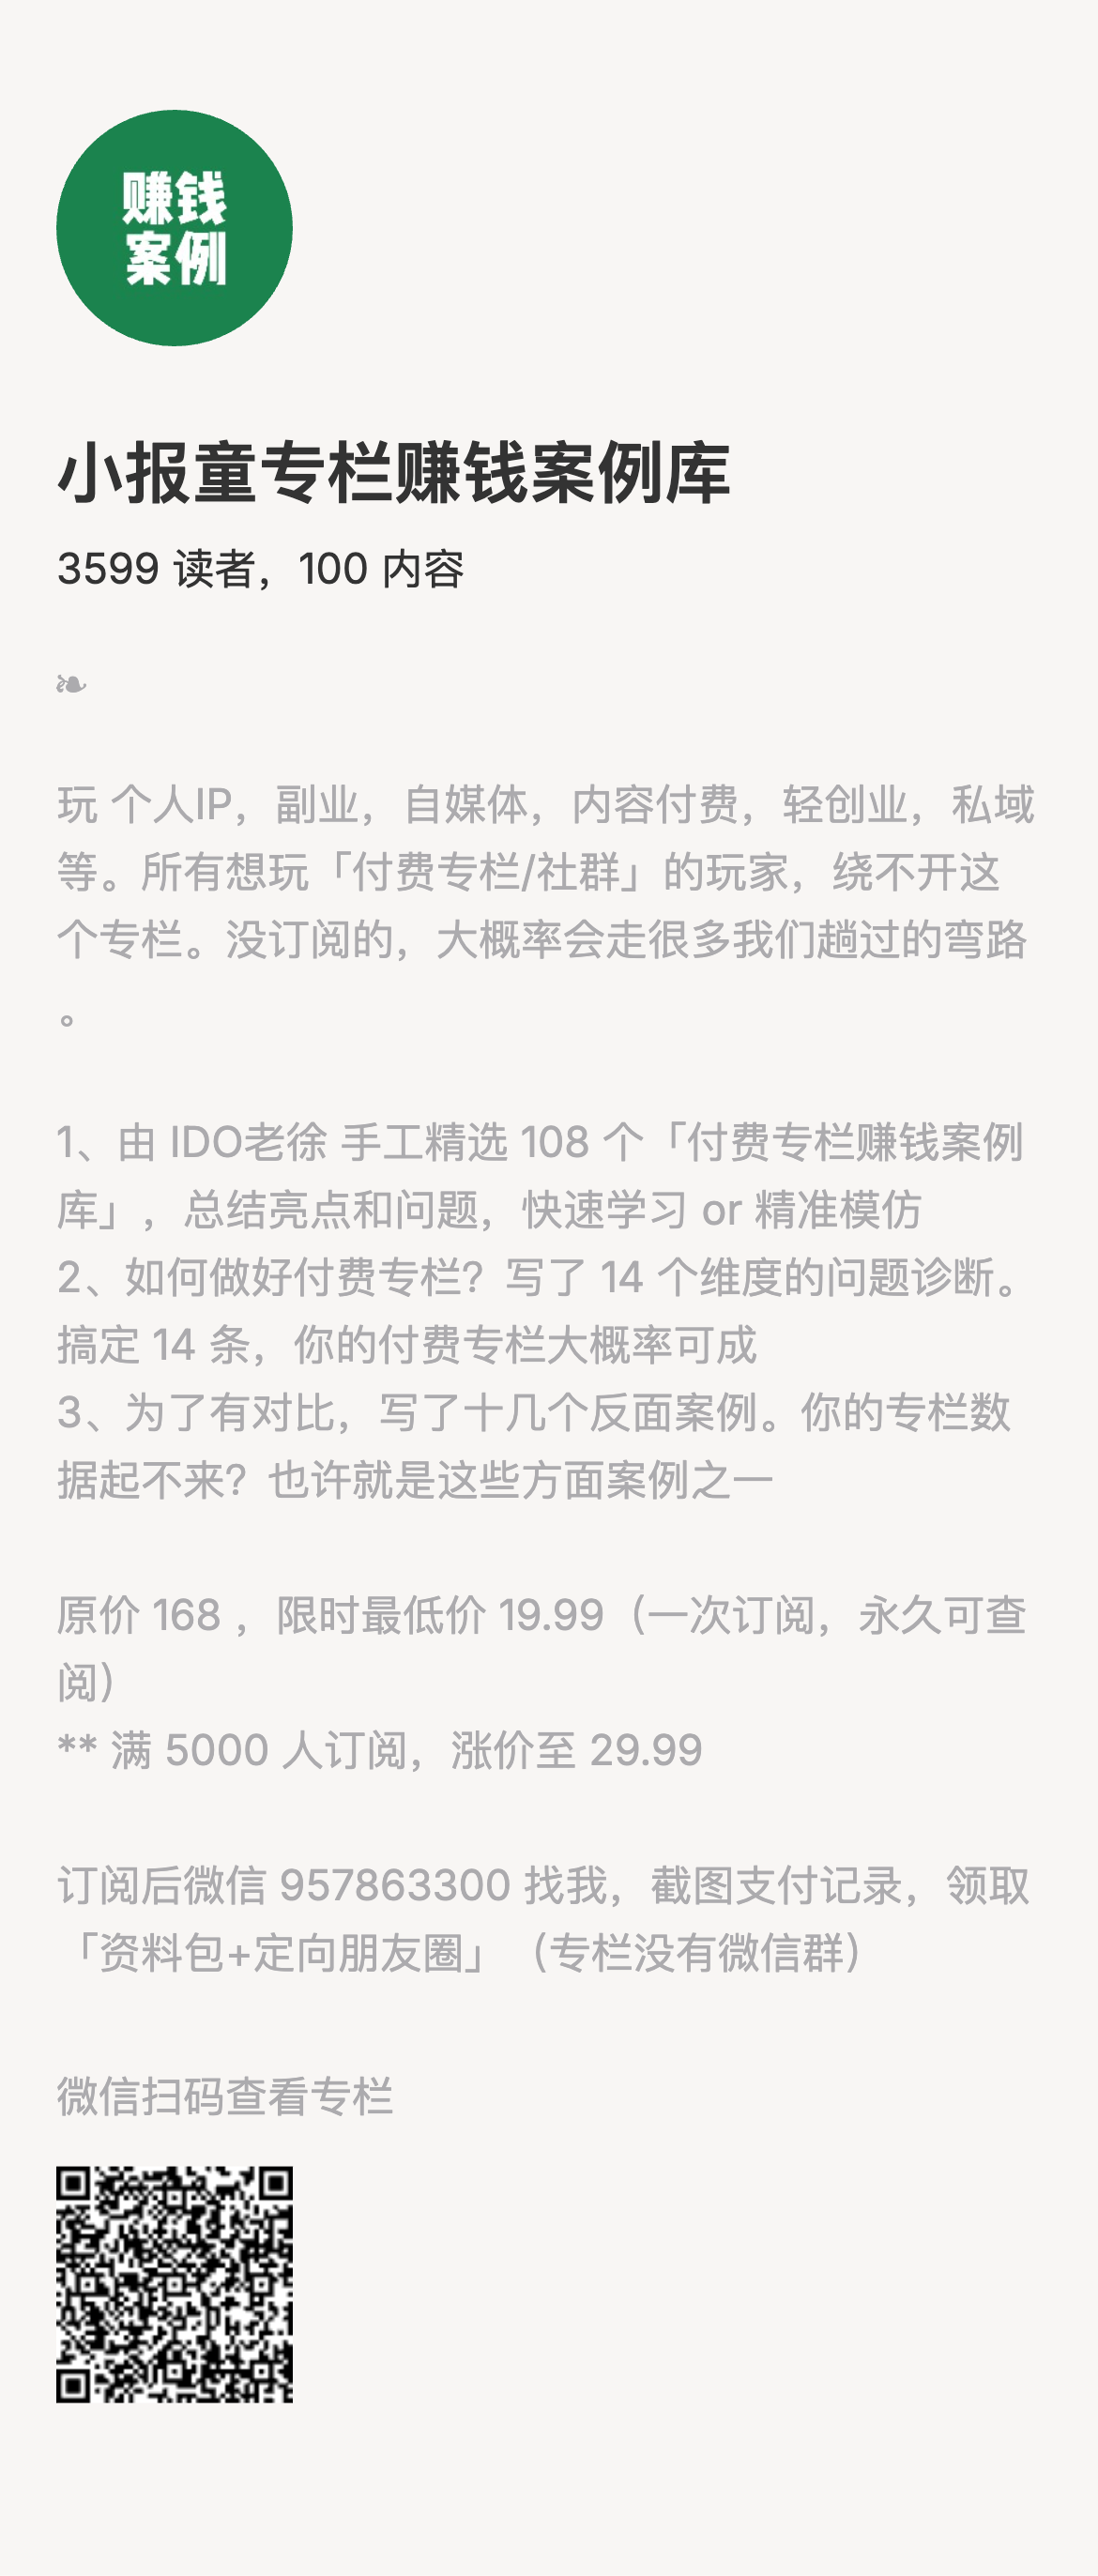 赚钱
案例
小报童专栏赚钱案例库
3599 读者，100 内容
❧
玩 个人IP，副业，自媒体，内容付费，轻创业，私域
等。所有想玩「付费专栏/社群」的玩家，绕不开这
个专栏。没订阅的，大概率会走很多我们趟过的弯路
。
1、由 IDO老徐 手工精选 108 个「付费专栏赚钱案例
库」，总结亮点和问题，快速学习 or 精准模仿
2、如何做好付费专栏？写了 14 个维度的问题诊断。
搞定 14 条，你的付费专栏大概率可成
3、为了有对比，写了十几个反面案例。你的专栏数
据起不来？也许就是这些方面案例之一
原价 168 ，限时最低价 19.99（一次订阅，永久可查
阅）
** 满 5000 人订阅，涨价至 29.99
订阅后微信 957863300 找我，截图支付记录，领取
「资料包+定向朋友圈」（专栏没有微信群）
微信扫码查看专栏